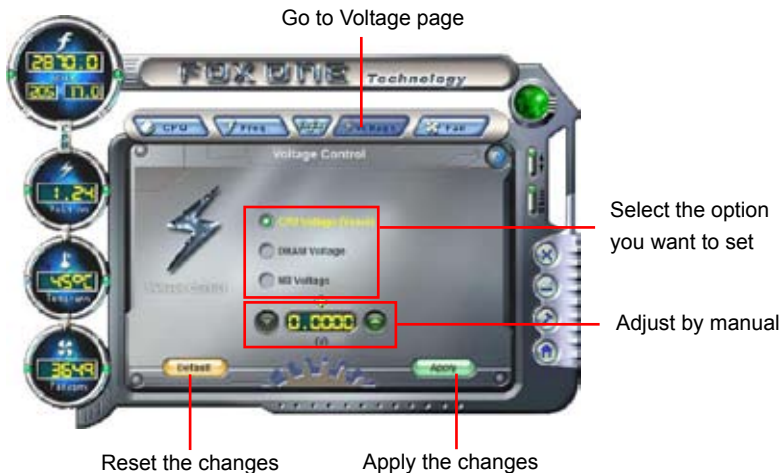 Go to Voltage page
2870.0
205 17.0
FOX ONE Technology
CPU Freq Voltage Fan
Voltage Control
1.24
CPU Voltage (Vcore)
DRAM Voltage
NB Voltage
Select the option
you want to set
45°C
0.0000
(V)
Adjust by manual
3649
Default Apply
Reset the changes Apply the changes